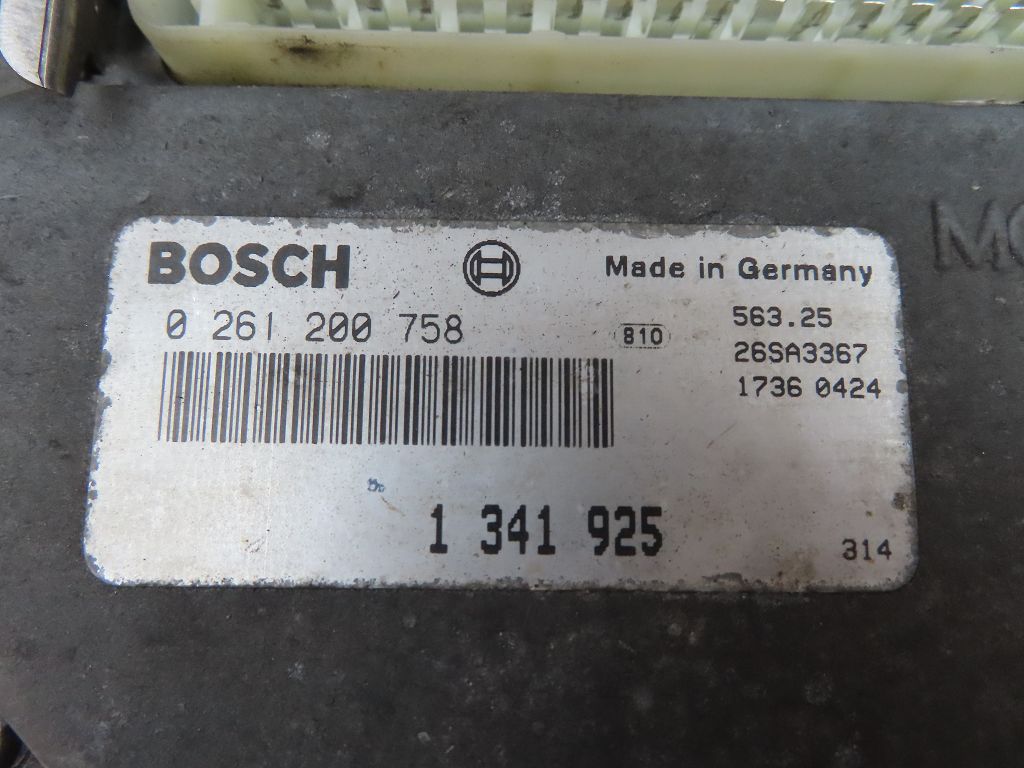 BOSCH
Made in Germany
0 261 200 758
810
563.25
26SA3367
1736 0424
1 341 925
314